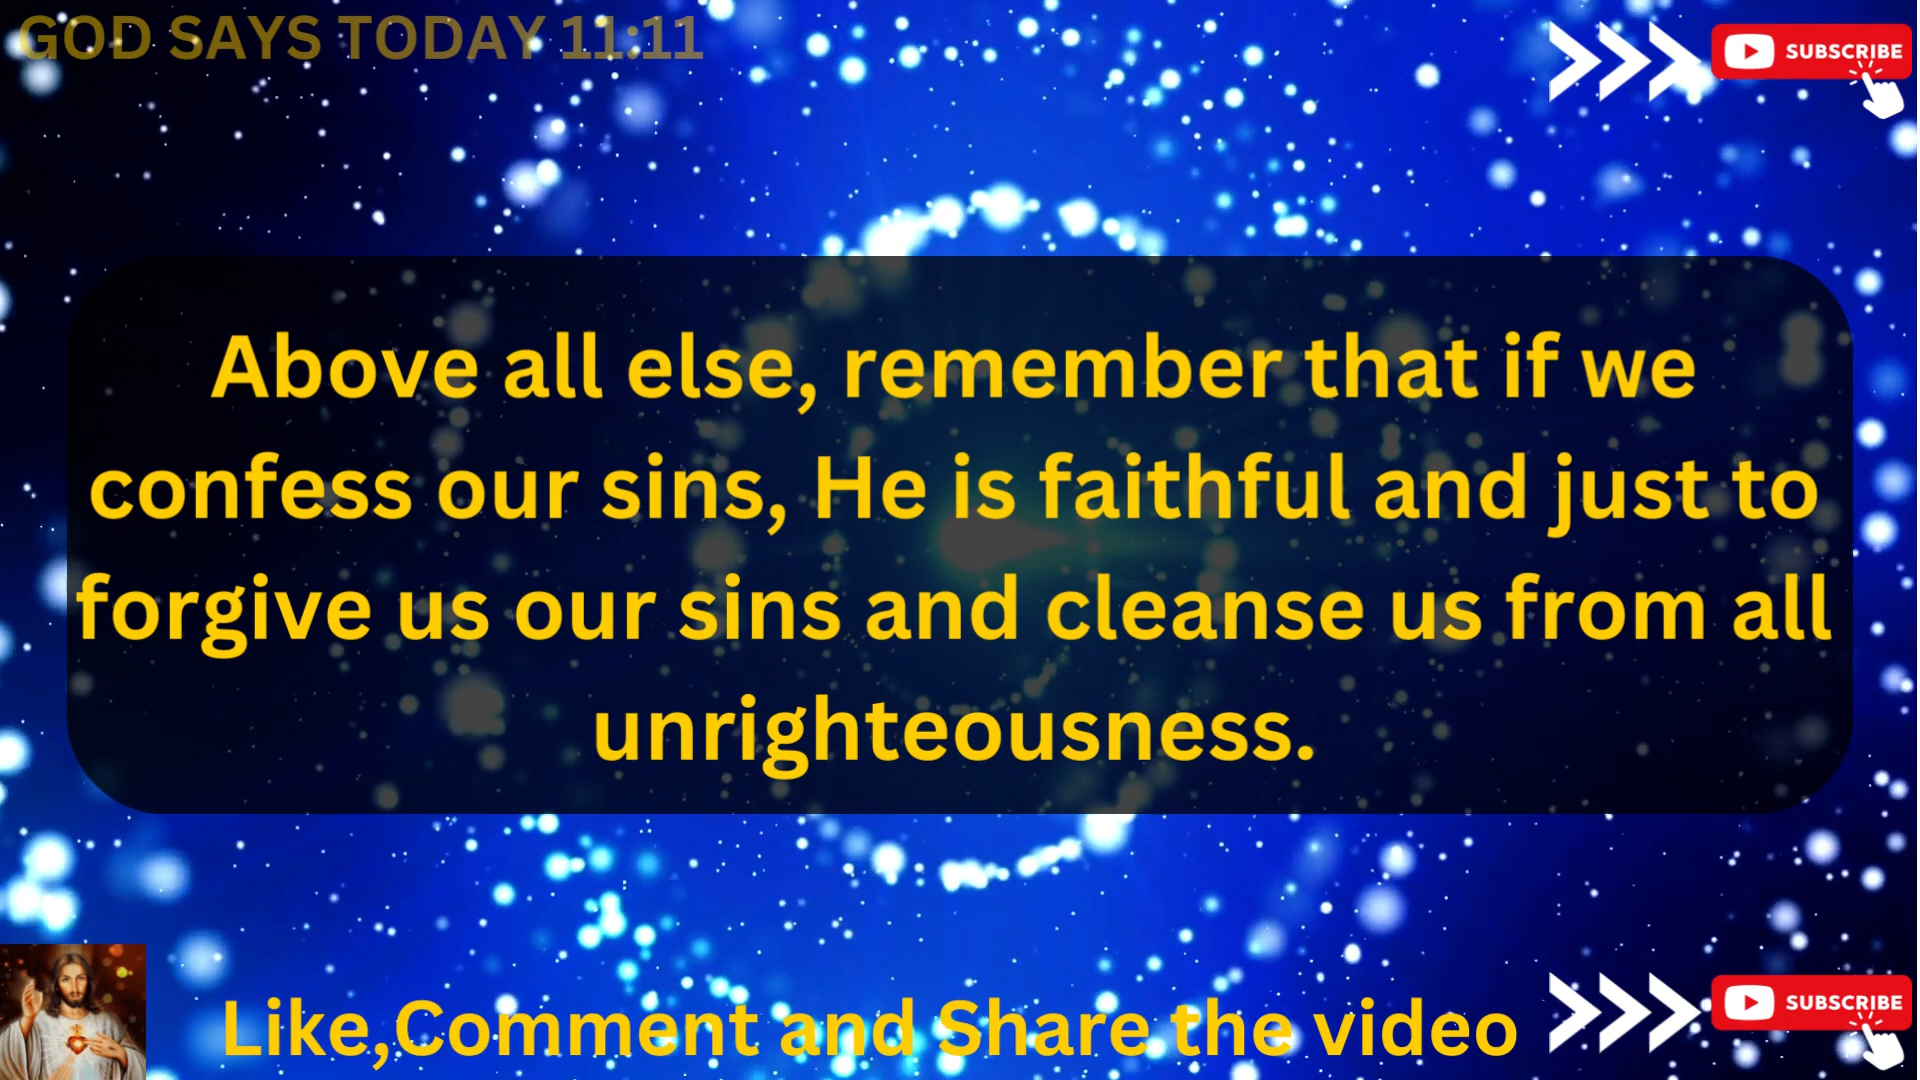 GOD SAYS TODAY 11:11
SUBSCRIBE
Above all else, remember that if we
confess our sins, He is faithful and just to
forgive us our sins and cleanse us from all
unrighteousness.
Like,Comment and Share the video
SUBSCRIBE